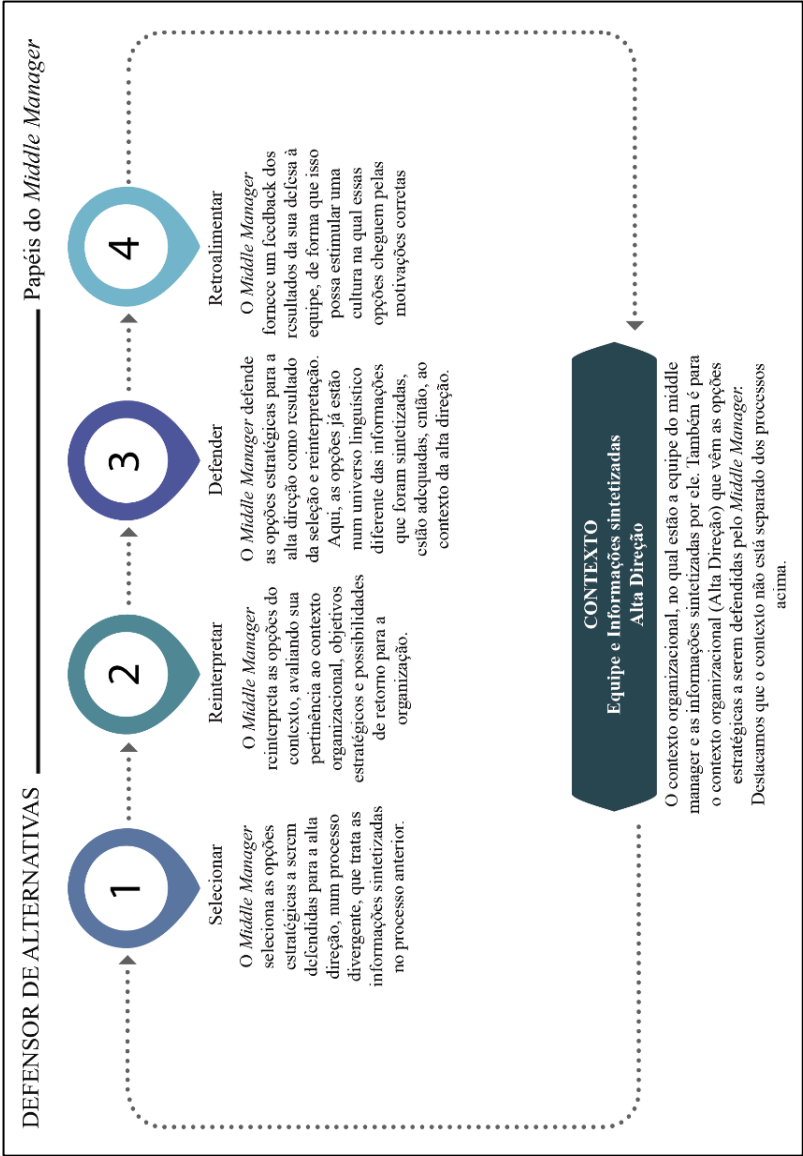 DEFENSOR DE ALTERNATIVAS
Papéis do Middle Manager
1
Selecionar
O Middle Manager
seleciona as opções
estratégicas a serem
defendidas para a alta
direção, num processo
divergente, que trata as
informações sintetizadas
no processo anterior.
2
Reinterpretar
O Middle Manager
reinterpreta as opções do
contexto, avaliando sua
pertinência ao contexto
organizacional, objetivos
estratégicos e possibilidades
de retorno para a
organização.
3
Defender
O Middle Manager defende
as opções estratégicas para a
alta direção como resultado
da seleção e reinterpretação.
Aqui, as opções já estão
num universo linguistico
diferente das informações
que foram sintetizadas,
estão adequadas, então, ao
contexto da alta direção.
4
Retroalimentar
O Middle Manager
fornece um feedback dos
resultados da sua defesa à
equipe, de forma que isso
possa estimular uma
cultura na qual essas
opções cheguem pelas
motivações corretas
CONTEXTO
Equipe e Informações sintetizadas
Alta Direção
O contexto organizacional, no qual estão a equipe do middle
manager e as informações sintetizadas por ele. Também é para
o contexto organizacional (Alta Direção) que vêm as opções
estratégicas a serem defendidas pelo Middle Manager.
Destacamos que o contexto não está separado dos processos
acima.